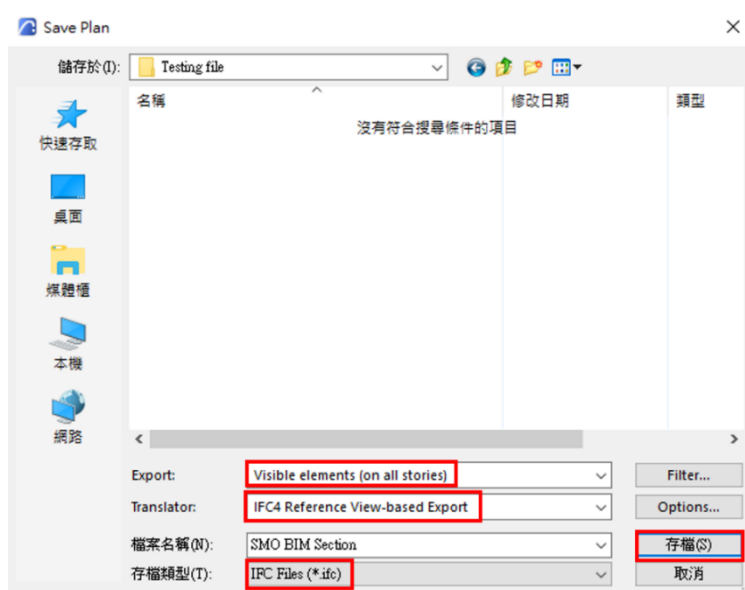 Save Plan
儲存於(I): Testing file
名稱 修改日期 類型
沒有符合搜尋條件的項目
快速存取
桌面
媒體櫃
本機
網路
Export: Visible elements (on all stories) Filter...
Translator: IFC4 Reference View-based Export Options...
檔案名稱(N): SMO BIM Section 存檔(S)
存檔類型(T): IFC Files (*.ifc) 取消